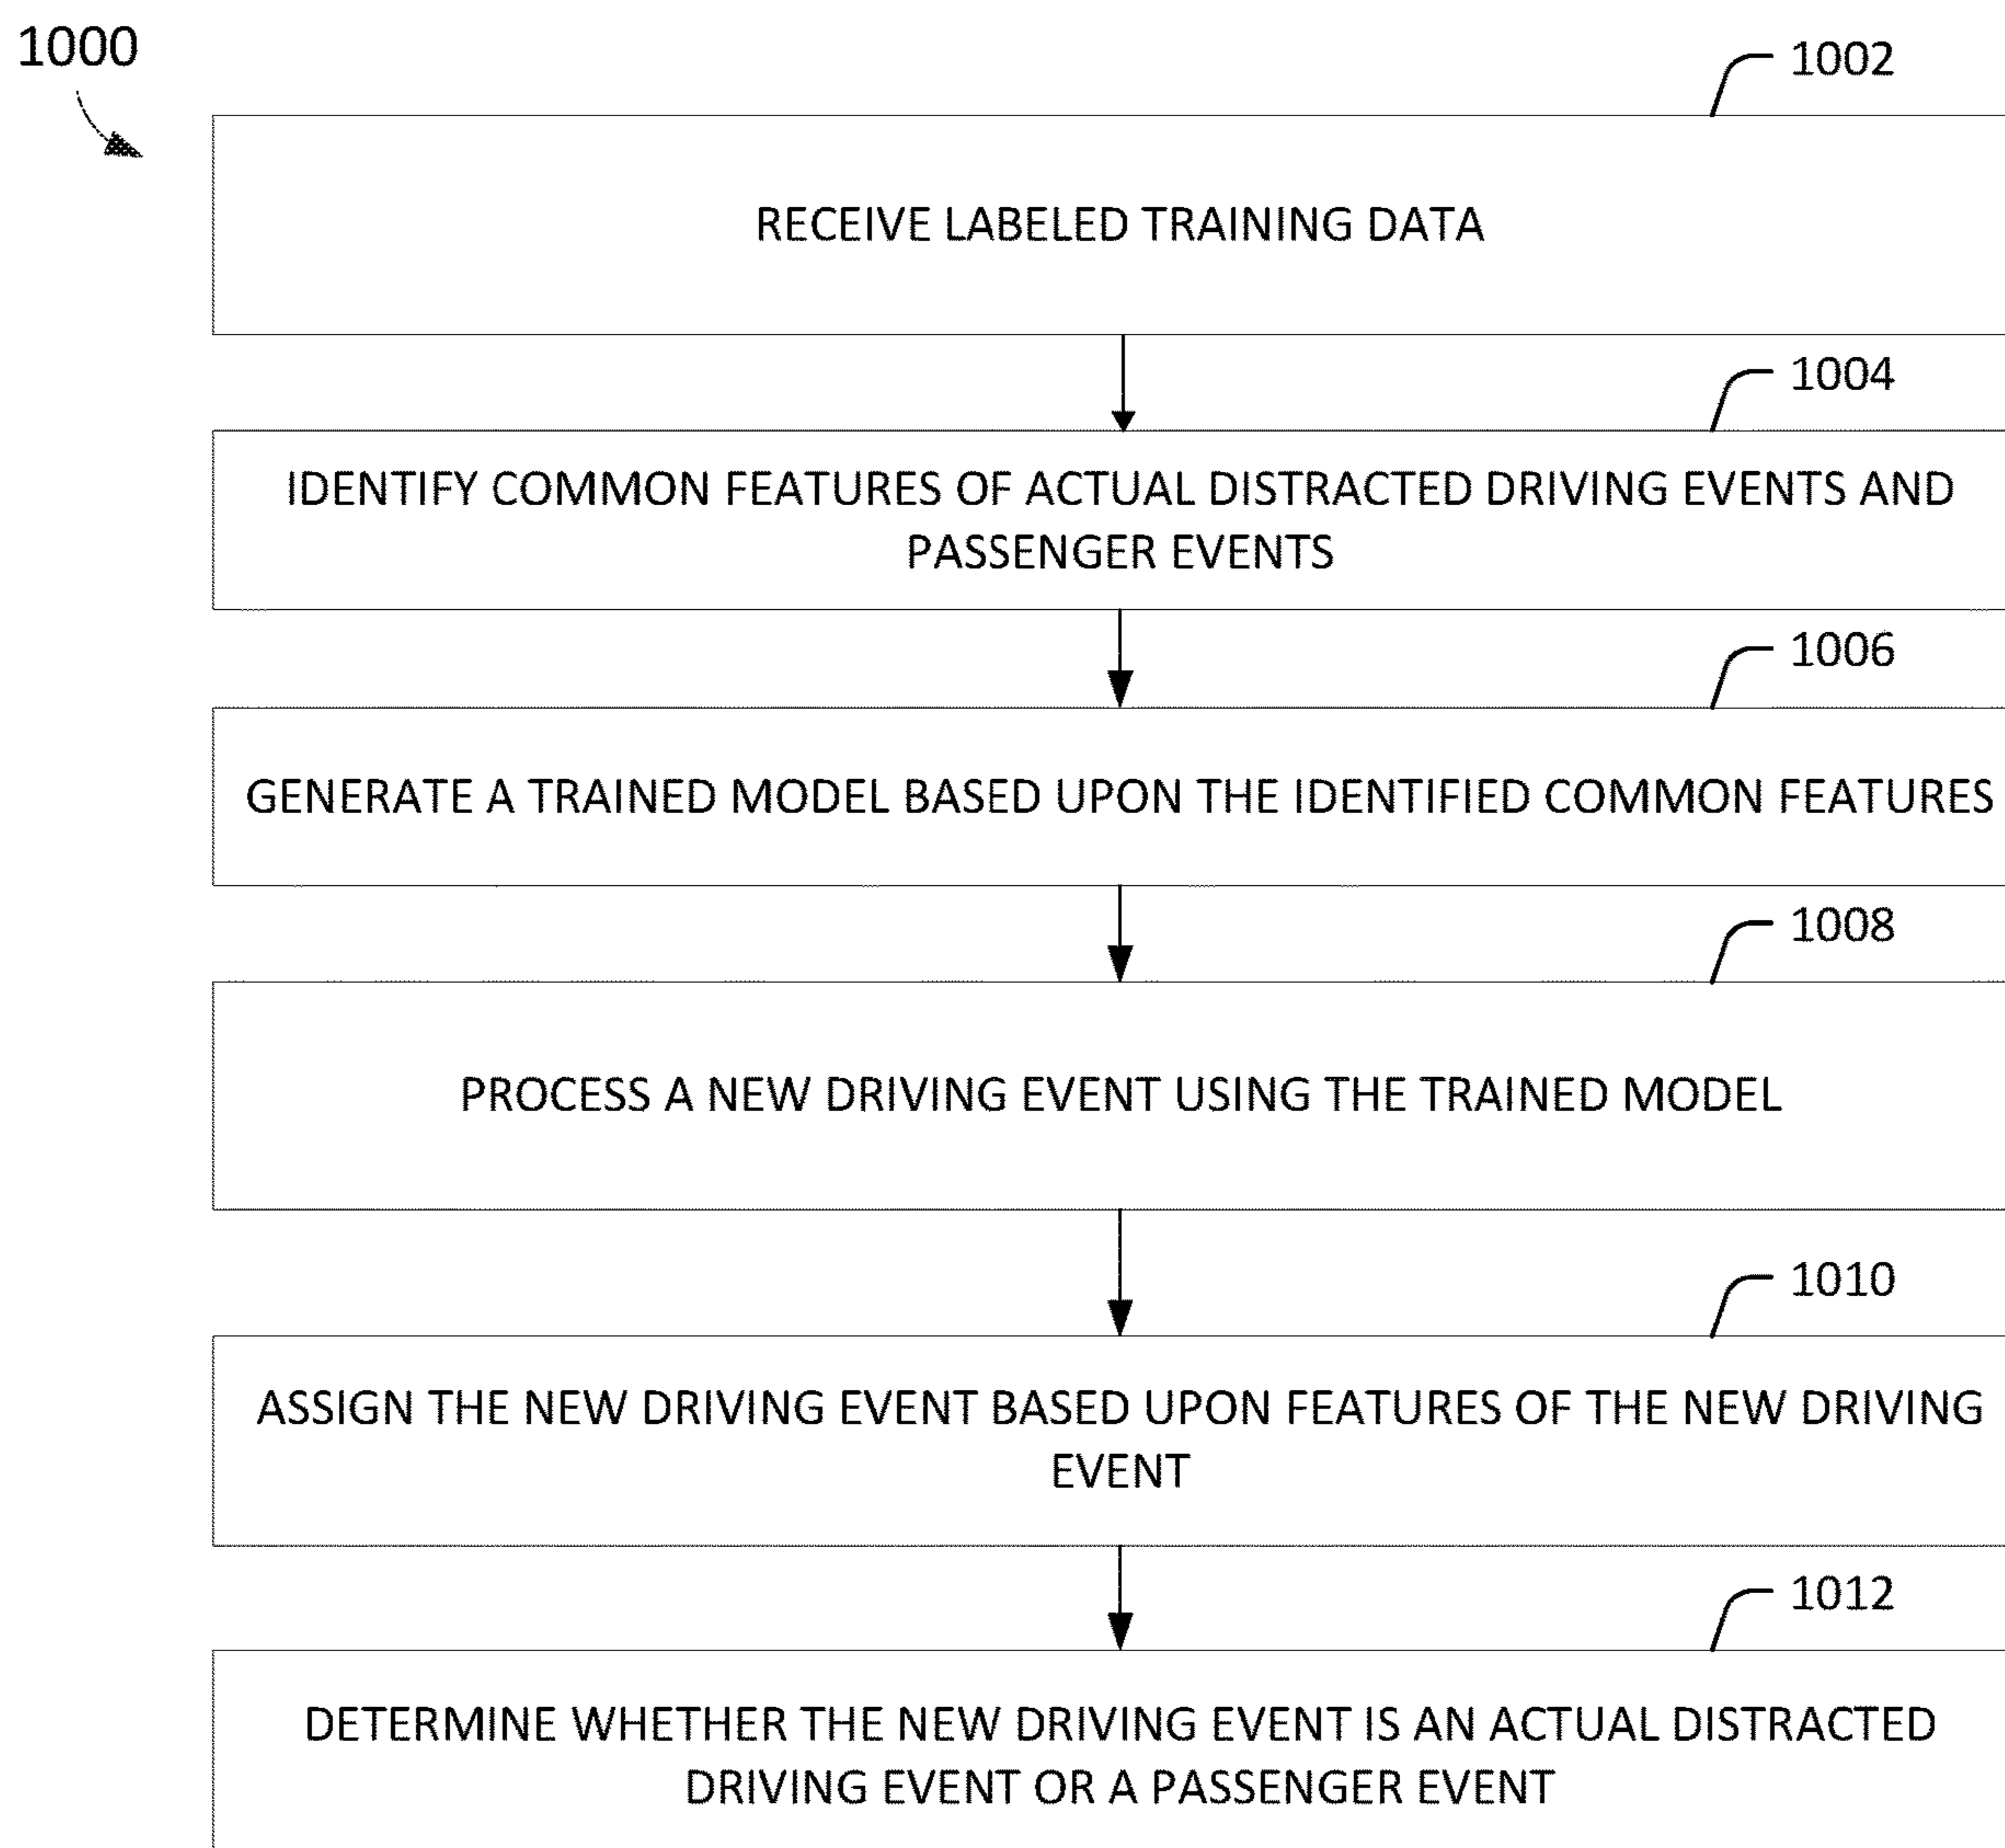 1000
1002
RECEIVE LABELED TRAINING DATA
1004
IDENTIFY COMMON FEATURES OF ACTUAL DISTRACTED DRIVING EVENTS AND
PASSENGER EVENTS
1006
GENERATE A TRAINED MODEL BASED UPON THE IDENTIFIED COMMON FEATURES
1008
PROCESS A NEW DRIVING EVENT USING THE TRAINED MODEL
1010
ASSIGN THE NEW DRIVING EVENT BASED UPON FEATURES OF THE NEW DRIVING
EVENT
1012
DETERMINE WHETHER THE NEW DRIVING EVENT IS AN ACTUAL DISTRACTED
DRIVING EVENT OR A PASSENGER EVENT